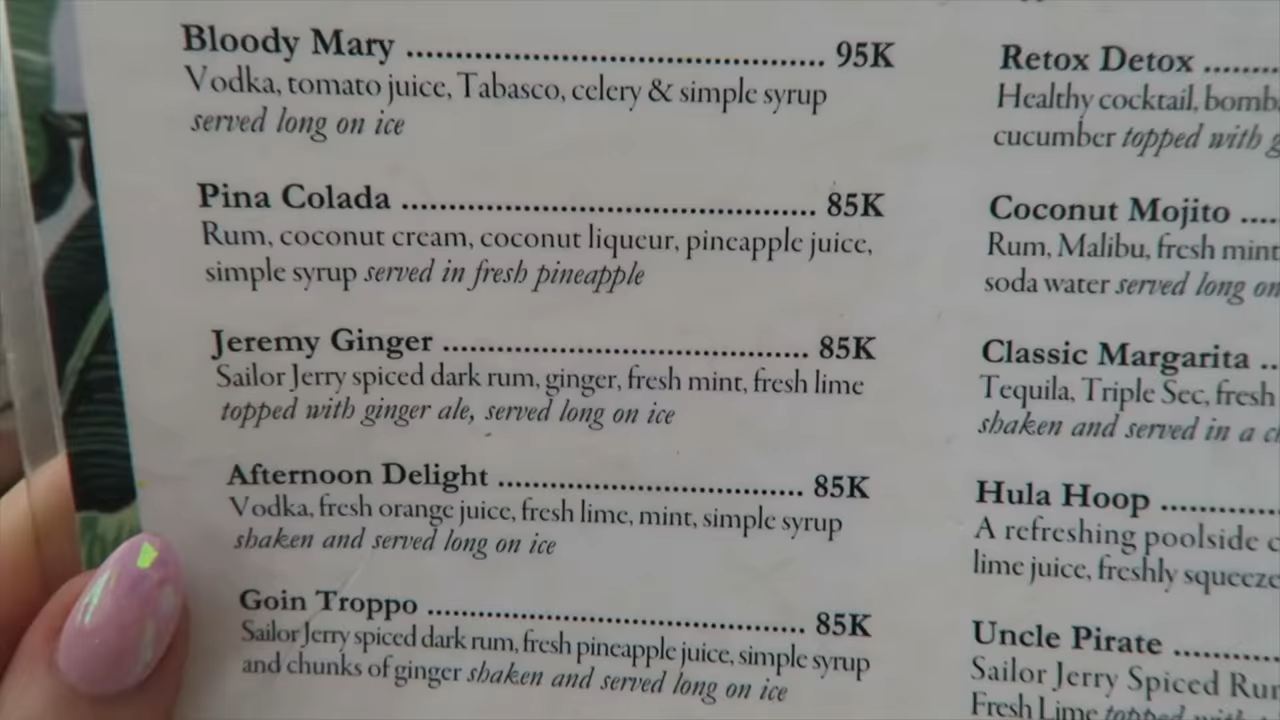 Bloody Mary ........................................ 95K
Vodka, tomato juice, Tabasco, celery & simple syrup
served long on ice
Pina Colada ........................................ 85K
Rum, coconut cream, coconut liqueur, pineapple juice,
simple syrup served in fresh pineapple
Jeremy Ginger ........................................ 85K
Sailor Jerry spiced dark rum, ginger, fresh mint, fresh lime
topped with ginger ale, served long on ice
Afternoon Delight ........................................ 85K
Vodka, fresh orange juice, fresh lime, mint, simple syrup
shaken and served long on ice
Goin Troppo ........................................ 85K
Sailor Jerry spiced dark rum, fresh pineapple juice, simple syrup
and chunks of ginger shaken and served long on ice
Retox Detox ........
Healthy cocktail,
cucumber topped with
Coconut Mojito ....
Rum, Malibu, fresh mint
soda water served long on
Classic Margarita ..
Tequila, Triple Sec, fresh
shaken and served in a
Hula Hoop ............
A refreshing poolside
lime juice, freshly
Uncle Pirate ...........
Sailor Jerry Spiced
Fresh Lime topped with